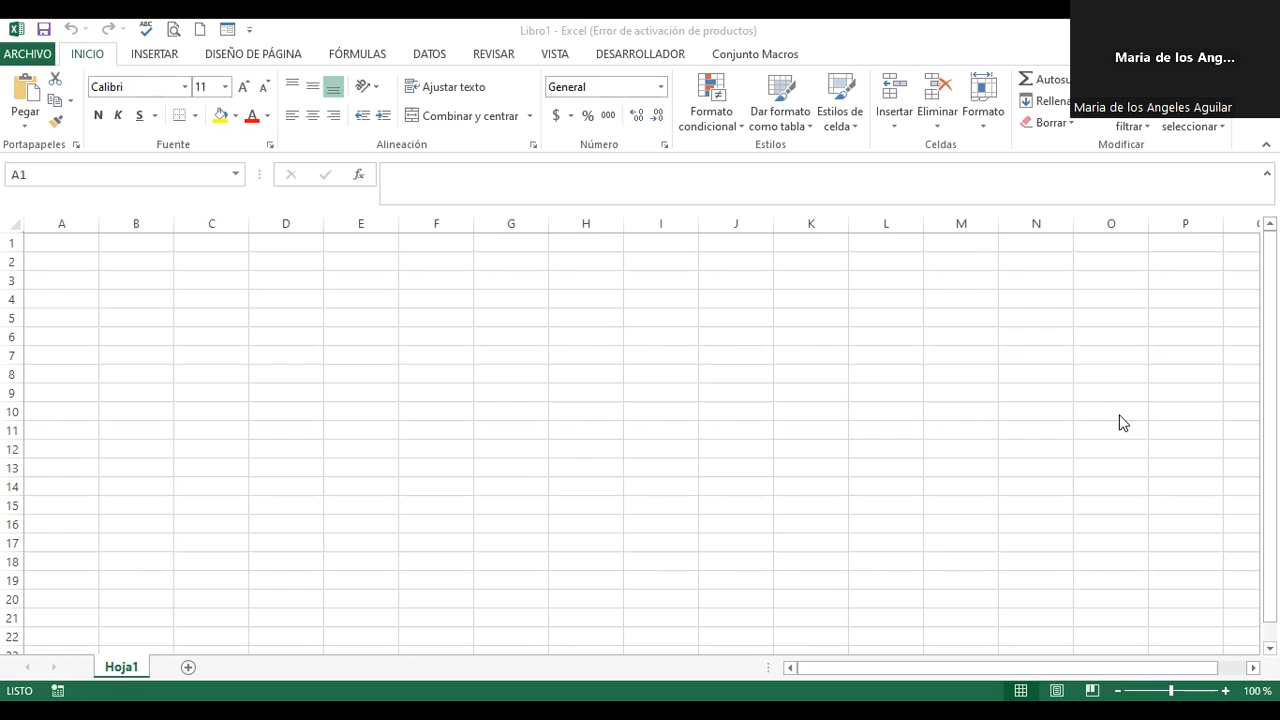 Libro1 - Excel (Error de activación de productos)
Maria de los Ang...
Maria de los Angeles Aguilar
ARCHIVO INICIO INSERTAR DISEÑO DE PÁGINA FÓRMULAS DATOS REVISAR VISTA DESARROLLADOR Conjunto Macros
ABC
Pegar
Calibri 11
N K S
Ajustar texto
Combinar y centrar
General
$ % 000
Formato condicional
Dar formato como tabla
Estilos de celda
Insertar Eliminar Formato
Autosu
Rellena
Borrar
filtrar
seleccionar
Portapapeles Fuente Alineación Número Estilos Celdas Modificar
A1 fx
A B C D E F G H I J K L M N O P
1
2
3
4
5
6
7
8
9
10
11
12
13
14
15
16
17
18
19
20
21
22
Hoja1
LISTO 100 %